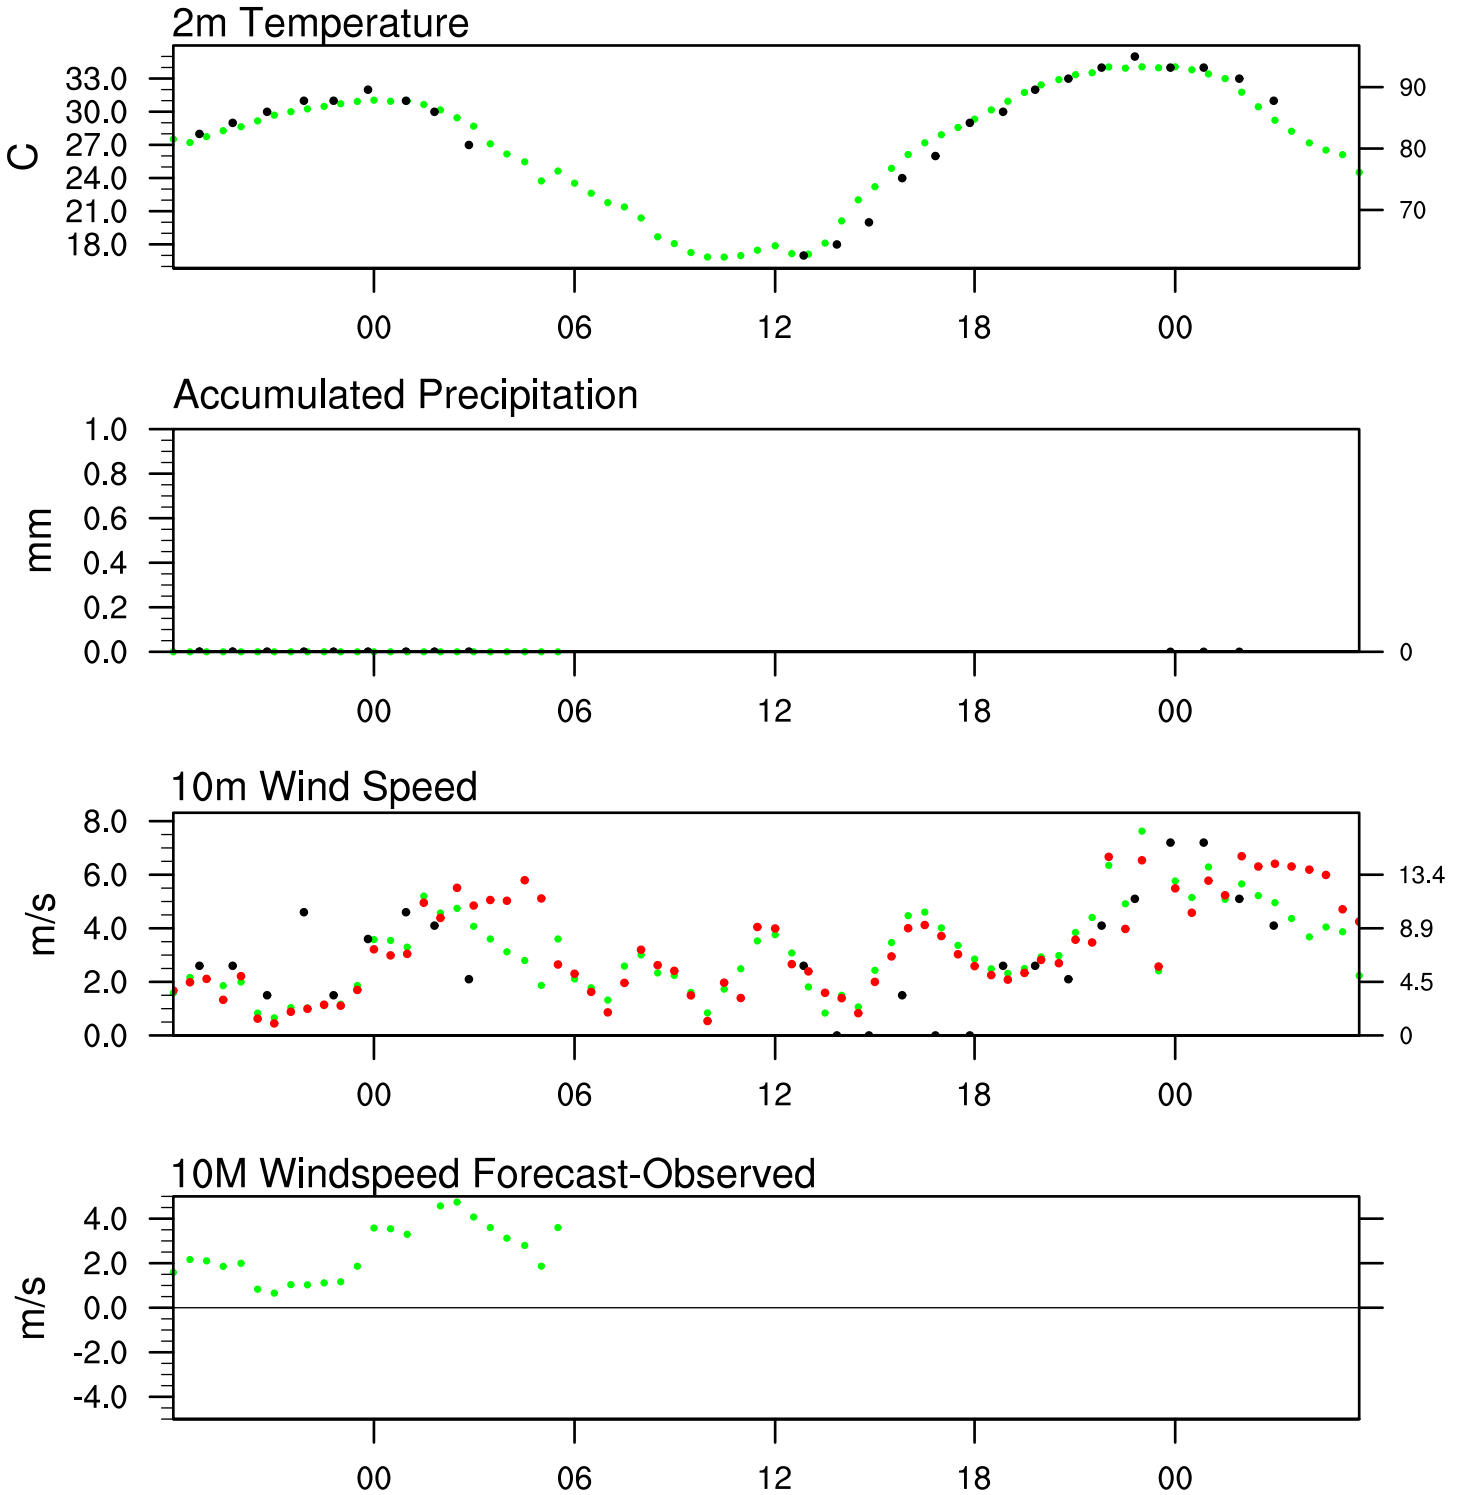 2m Temperature
33.0
30.0
27.0
24.0
21.0
18.0
C
90
80
70
00 06 12 18 00
Accumulated Precipitation
1.0
0.8
0.6
0.4
0.2
0.0
mm
0
00 06 12 18 00
10m Wind Speed
8.0
6.0
4.0
2.0
0.0
m/s
13.4
8.9
4.5
0
00 06 12 18 00
10M Windspeed Forecast-Observed
4.0
2.0
0.0
-2.0
-4.0
m/s
00 06 12 18 00